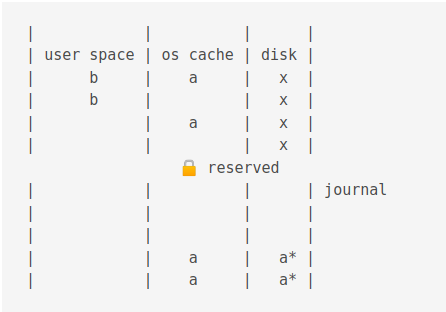 |            |          |      |
| user space | os cache | disk |
|      b     |    a     |   x  |
|      b     |          |   x  |
|            |    a     |   x  |
|            |          |   x  |
                 🔒 reserved
|            |          |      | journal
|            |          |      |
|            |          |      |
|            |    a     |   a* |
|            |    a     |   a* |